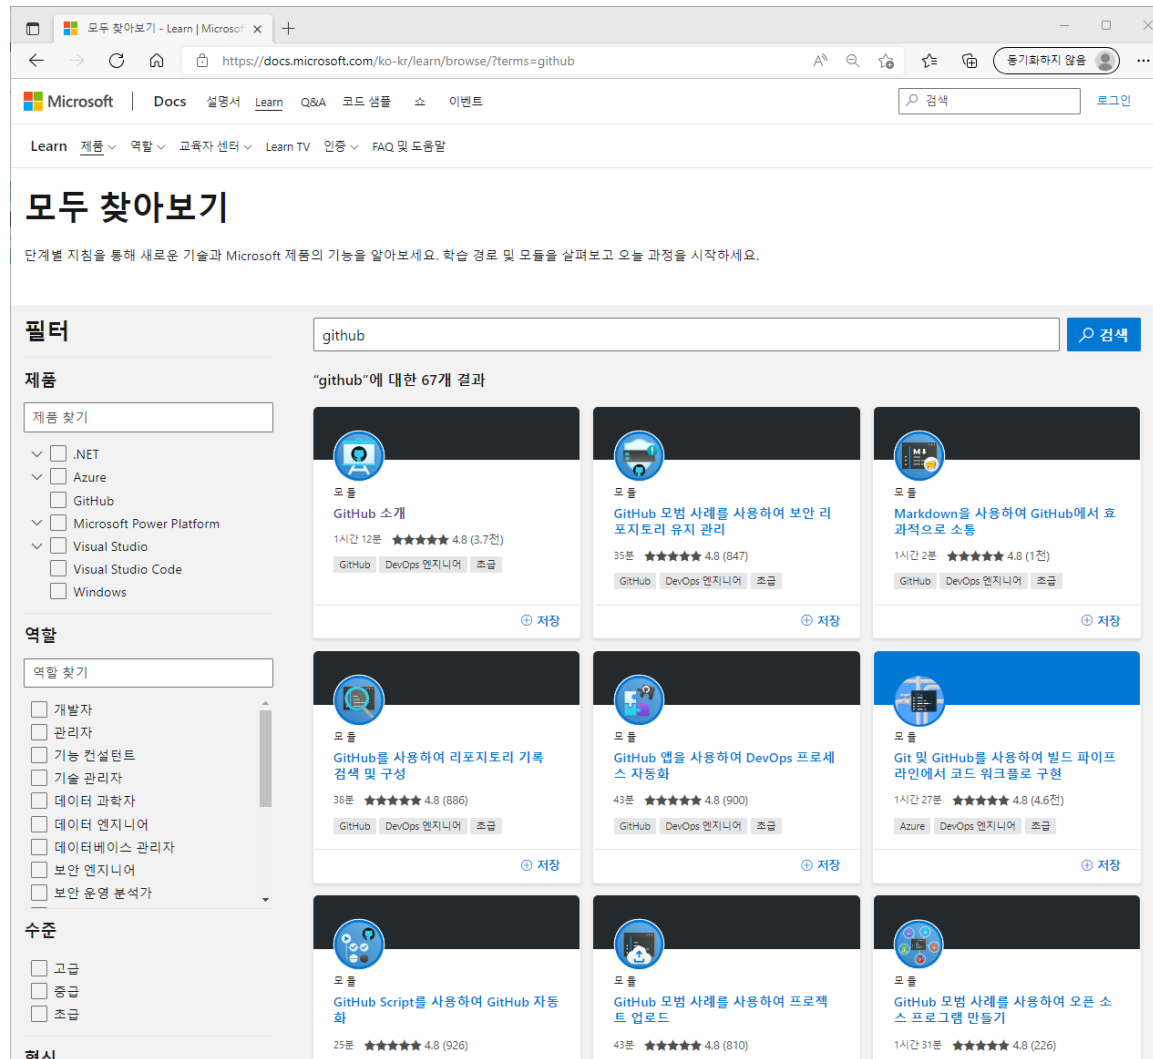 모두 찾아보기 - Learn | Microsof
https://docs.microsoft.com/ko-kr/learn/browse/?terms=github
동기화하지 않음
Microsoft
Docs 설명서 Learn Q&A 코드 샘플 쇼 이벤트
검색
로그인
Learn 제품 역할 교육자 센터 Learn TV 인증 FAQ 및 도움말
모두 찾아보기
단계별 지침을 통해 새로운 기술과 Microsoft 제품의 기능을 알아보세요. 학습 경로 및 모듈을 살펴보고 오늘 과정을 시작하세요.
필터
제품
제품 찾기
.NET
Azure
GitHub
Microsoft Power Platform
Visual Studio
Visual Studio Code
Windows
역할
역할 찾기
개발자
관리자
기능 컨설턴트
기술 관리자
데이터 과학자
데이터 엔지니어
데이터베이스 관리자
보안 엔지니어
보안 운영 분석가
수준
고급
중급
초급
형식
github
검색
“github”에 대한 67개 결과
모듈
GitHub 소개
1시간 12분 ★★★★★ 4.8 (3.7천)
GitHub DevOps 엔지니어 초급
저장
모듈
GitHub 모범 사례를 사용하여 보안 리
포지토리 유지 관리
35분 ★★★★★ 4.8 (847)
GitHub DevOps 엔지니어 초급
저장
모듈
Markdown을 사용하여 GitHub에서 효
과적으로 소통
1시간 2분 ★★★★★ 4.8 (1천)
GitHub DevOps 엔지니어 초급
저장
모듈
GitHub를 사용하여 리포지토리 기록
검색 및 구성
38분 ★★★★★ 4.8 (886)
GitHub DevOps 엔지니어 초급
저장
모듈
GitHub 앱을 사용하여 DevOps 프로세
스 자동화
43분 ★★★★★ 4.8 (900)
GitHub DevOps 엔지니어 초급
저장
모듈
Git 및 GitHub를 사용하여 빌드 파이프
라인에서 코드 워크플로 구현
1시간 27분 ★★★★★ 4.8 (4.6천)
Azure DevOps 엔지니어 초급
저장
모듈
GitHub Script를 사용하여 GitHub 자동
화
25분 ★★★★★ 4.8 (926)
모듈
GitHub 모범 사례를 사용하여 프로젝
트 업로드
43분 ★★★★★ 4.8 (810)
모듈
GitHub 모범 사례를 사용하여 오픈 소
스 프로그램 만들기
1시간 31분 ★★★★★ 4.8 (226)